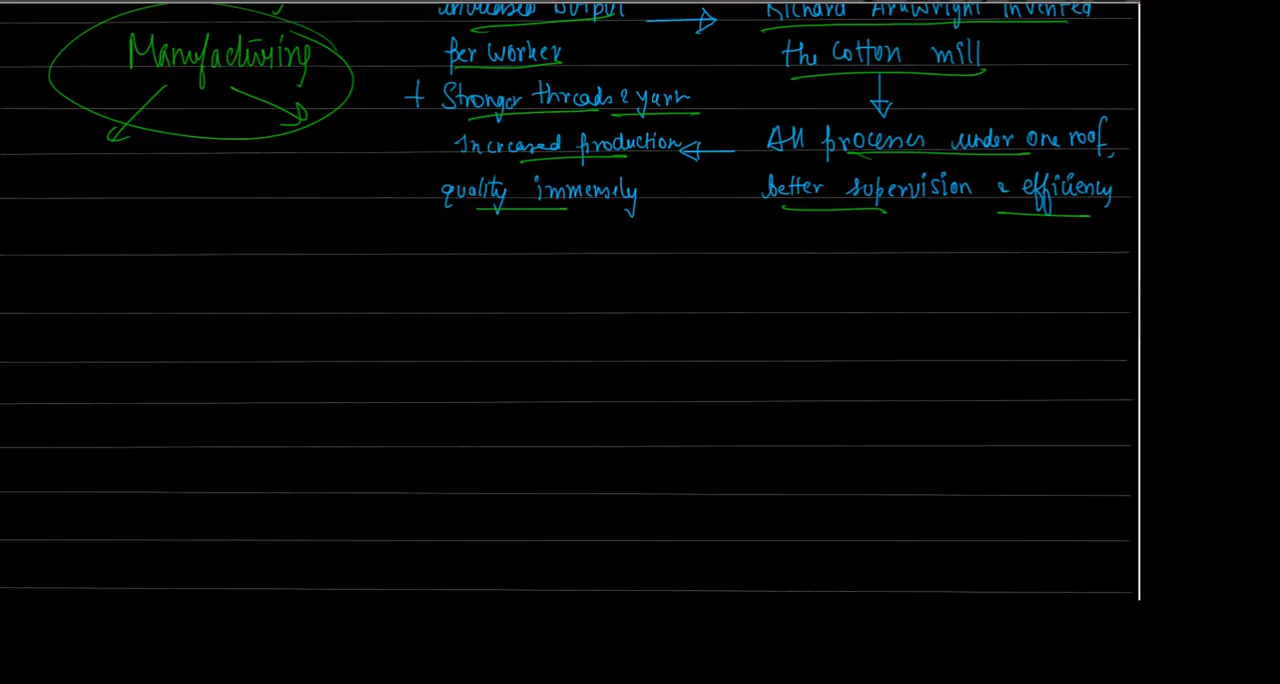 increased output
Richard Arkwright invented
Manufacturing
per worker
the cotton mill
+ Stronger threads & yarn
All processes under one roof,
Increased production
better supervision & efficiency
quality immensely